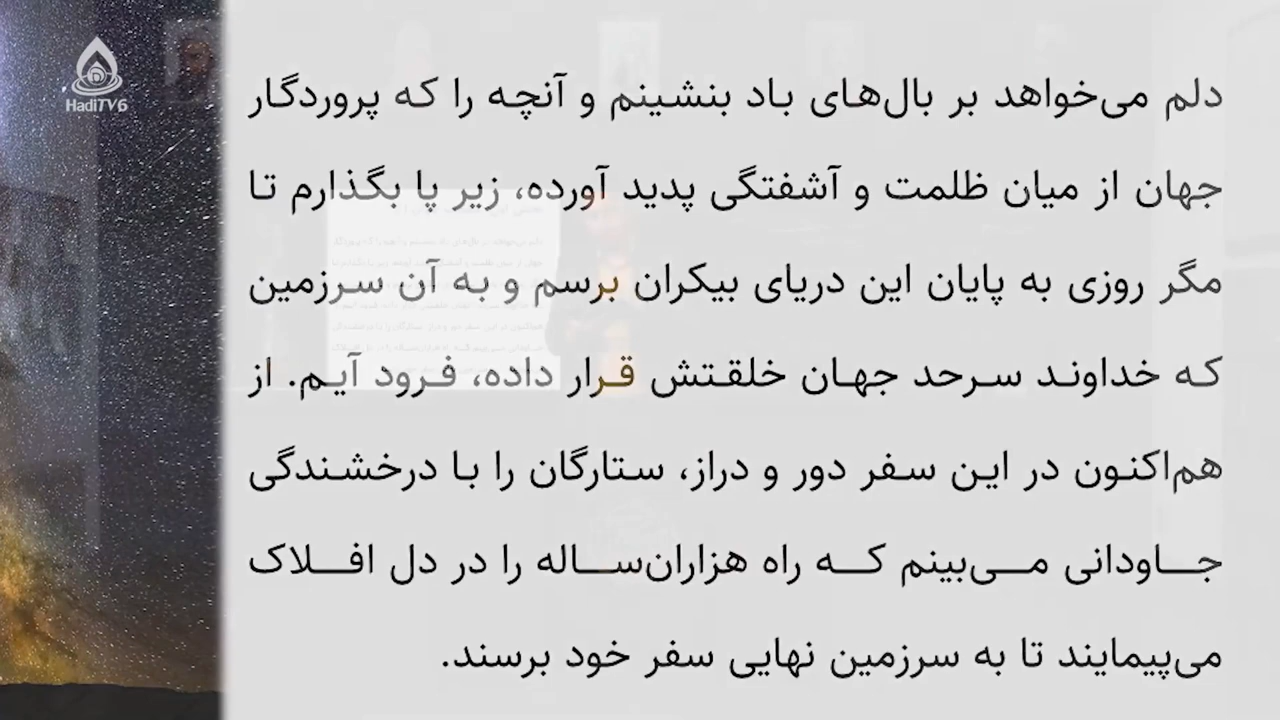 HadiTV6
دلم می‌خواهد بر بال‌های باد بنشینم و آنچه را که پروردگار
جهان از میان ظلمت و آشفتگی پدید آورده، زیر پا بگذارم تا
مگر روزی به پایان این دریای بیکران برسم و به آن سرزمین
که خداوند سرحد جهان خلقتش قرار داده، فرود آیم. از
هم‌اکنون در این سفر دور و دراز، ستارگان را با درخشندگی
جاودانی می‌بینم که راه هزاران‌ساله را در دل افلاک
می‌پیمایند تا به سرزمین نهایی سفر خود برسند.